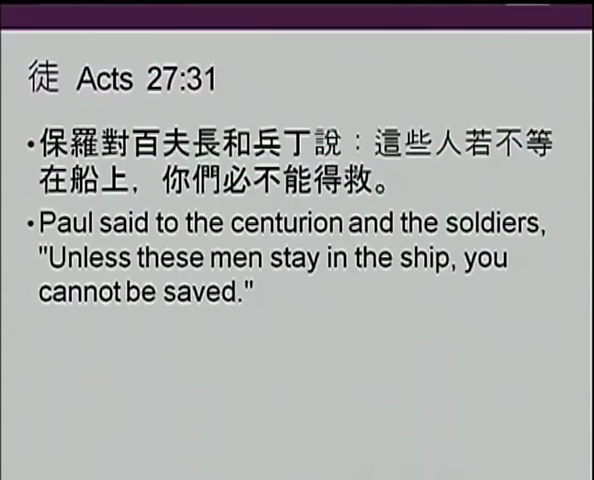 徒 Acts 27:31
•保羅對百夫長和兵丁說：這些人若不等
在船上，你們必不能得救。
•Paul said to the centurion and the soldiers,
"Unless these men stay in the ship, you
cannot be saved."